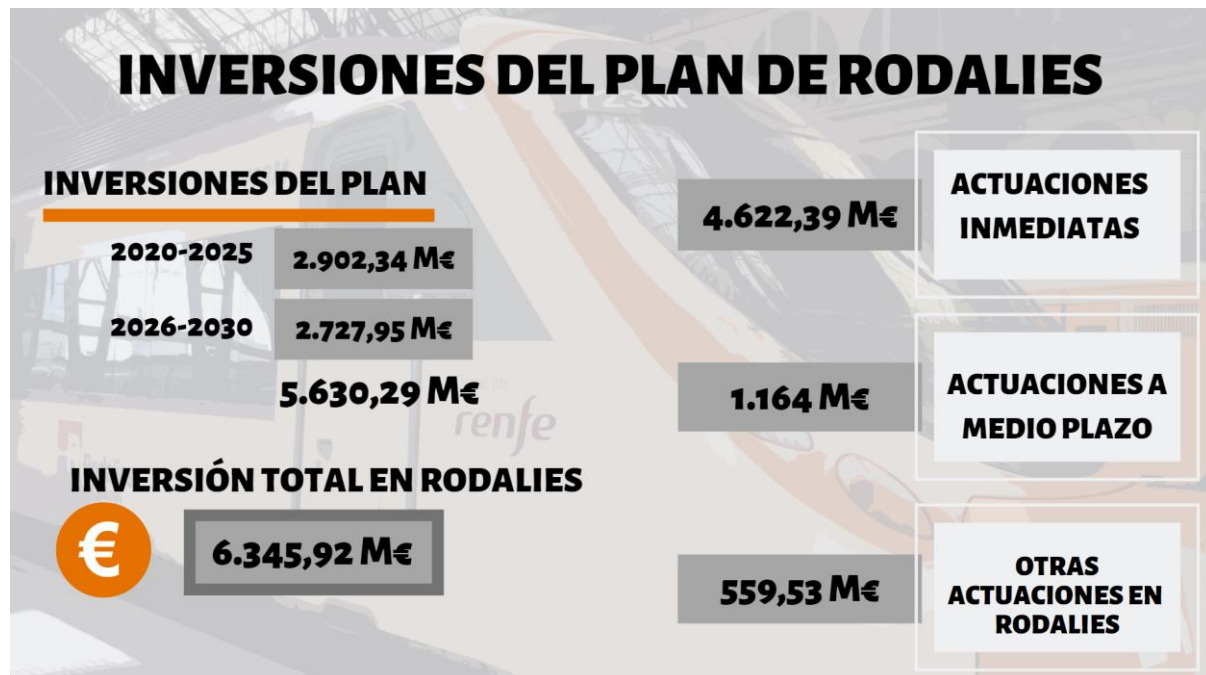 INVERSIONES DEL PLAN DE RODALIES
INVERSIONES DEL PLAN
2020-2025 2.902,34 M€
2026-2030 2.727,95 M€
5.630,29 M€
renfe
INVERSIÓN TOTAL EN RODALIES
€ 6.345,92 M€
4.622,39 M€
ACTUACIONES
INMEDIATAS
1.164 M€
ACTUACIONES A
MEDIO PLAZO
559,53 M€
OTRAS
ACTUACIONES EN
RODALIES